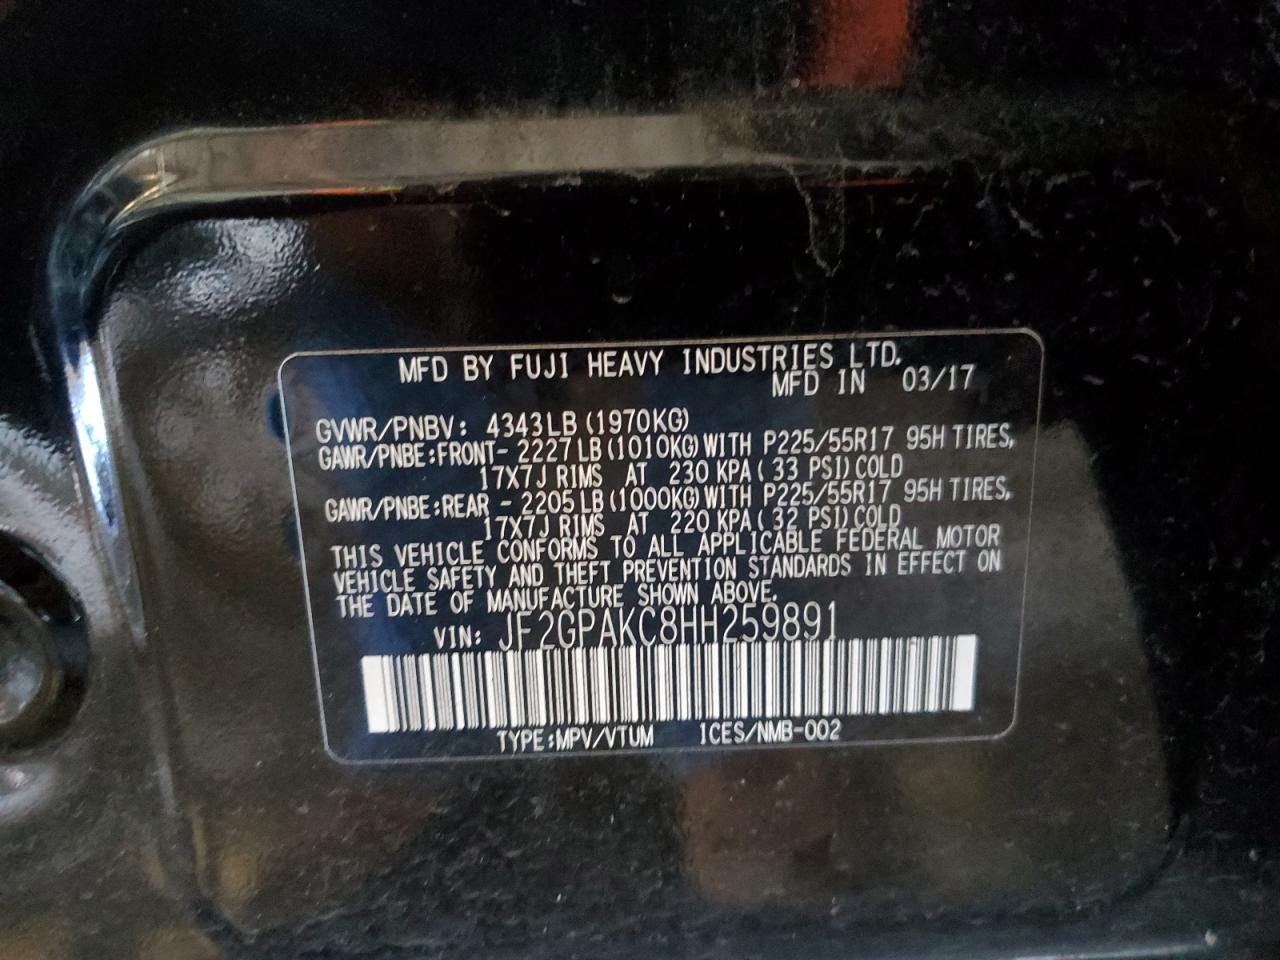 MFD BY FUJI HEAVY INDUSTRIES LTD.
MFD IN 03/17
GVWR/PNBV: 4343LB(1970KG)
GAWR/PNBE:FRONT- 2227LB(1010KG)WITH P225/55R17 95H TIRES,
17X7J RIMS AT 230 KPA( 33 PSI)COLD
GAWR/PNBE:REAR - 2205LB(1000KG)WITH P225/55R17 95H TIRES,
17X7J RIMS AT 220 KPA( 32 PSI)COLD
THIS VEHICLE CONFORMS TO ALL APPLICABLE FEDERAL MOTOR
VEHICLE SAFETY AND THEFT PREVENTION STANDARDS IN EFFECT ON
THE DATE OF MANUFACTURE SHOWN ABOVE.
VIN: JF2GPAKC8HH259891
TYPE:MPV/VTUM ICES/NMB-002